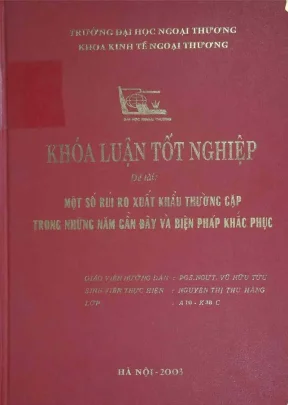 TRƯỜNG ĐẠI HỌC NGOẠI THƯƠNG
KHOA KINH TẾ NGOẠI THƯƠNG
KHÓA LUẬN TỐT NGHIỆP
ĐỀ TÀI:
MỘT SỐ RỦI RO XUẤT KHẨU THƯỜNG GẶP
TRONG NHỮNG NĂM GẦN ĐÂY VÀ BIỆN PHÁP KHẮC PHỤC
GIÁO VIÊN HƯỚNG DẪN : PGS.NGƯT. VŨ HỮU TỬU
SINH VIÊN THỰC HIỆN : NGUYỄN THỊ THU HẰNG
LỚP : A10 - K40 C
HÀ NỘI -